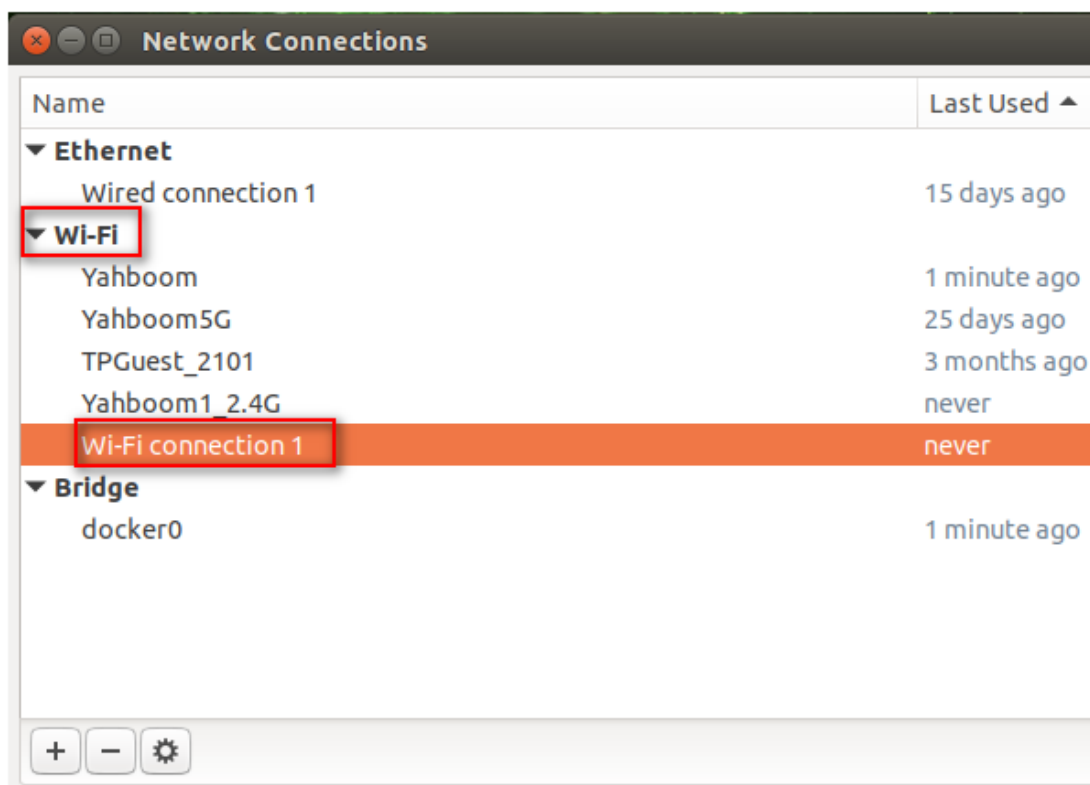 Network Connections
Name Last Used
Ethernet
Wired connection 1 15 days ago
Wi-Fi
Yahboom 1 minute ago
Yahboom5G 25 days ago
TPGuest_2101 3 months ago
Yahboom1_2.4G never
Wi-Fi connection 1 never
Bridge
docker0 1 minute ago